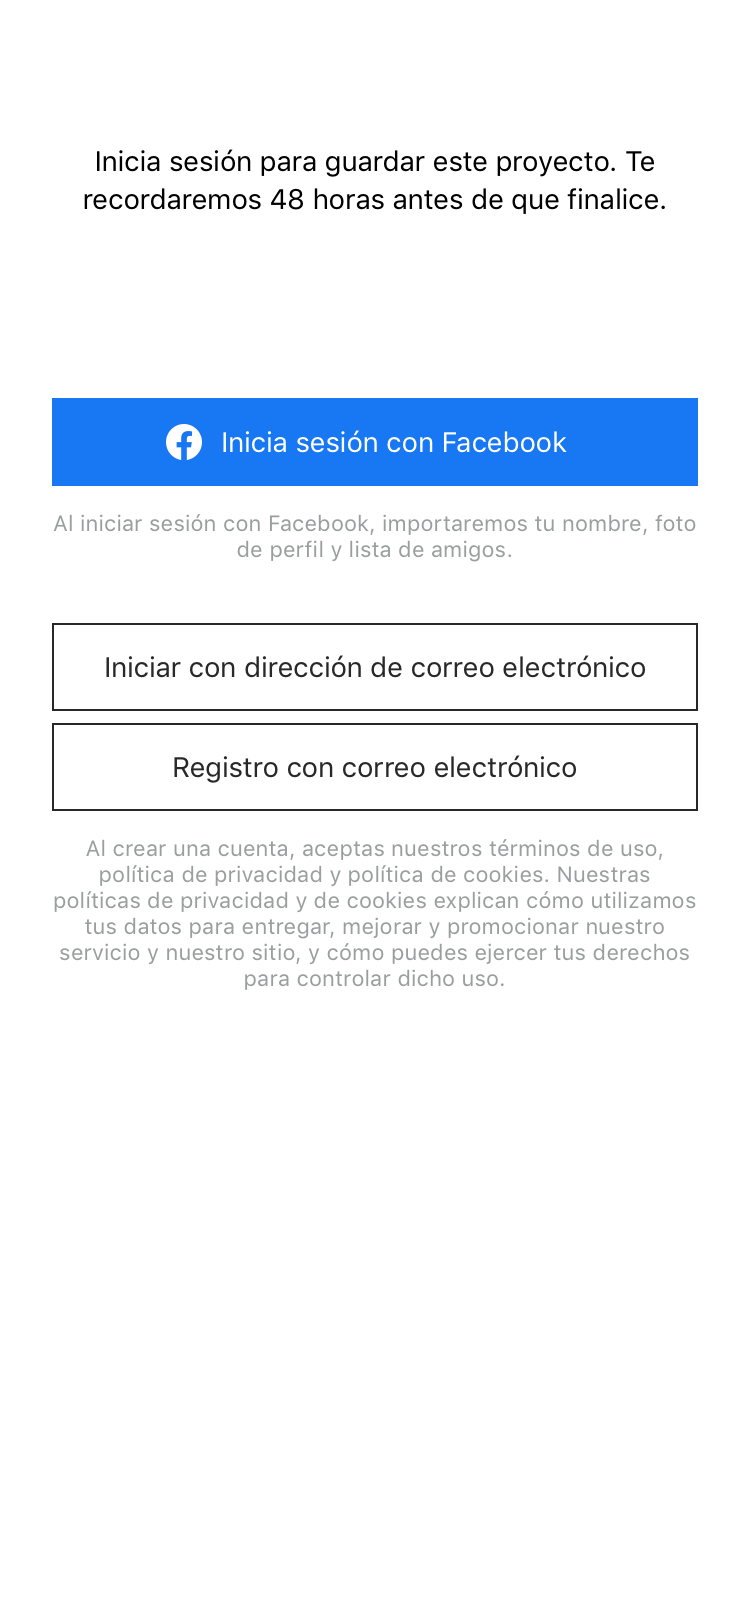 Inicia sesión para guardar este proyecto. Te
recordaremos 48 horas antes de que finalice.
Inicia sesión con Facebook
Al iniciar sesión con Facebook, importaremos tu nombre, foto
de perfil y lista de amigos.
Iniciar con dirección de correo electrónico
Registro con correo electrónico
Al crear una cuenta, aceptas nuestros términos de uso,
política de privacidad y política de cookies. Nuestras
políticas de privacidad y de cookies explican cómo utilizamos
tus datos para entregar, mejorar y promocionar nuestro
servicio y nuestro sitio, y cómo puedes ejercer tus derechos
para controlar dicho uso.